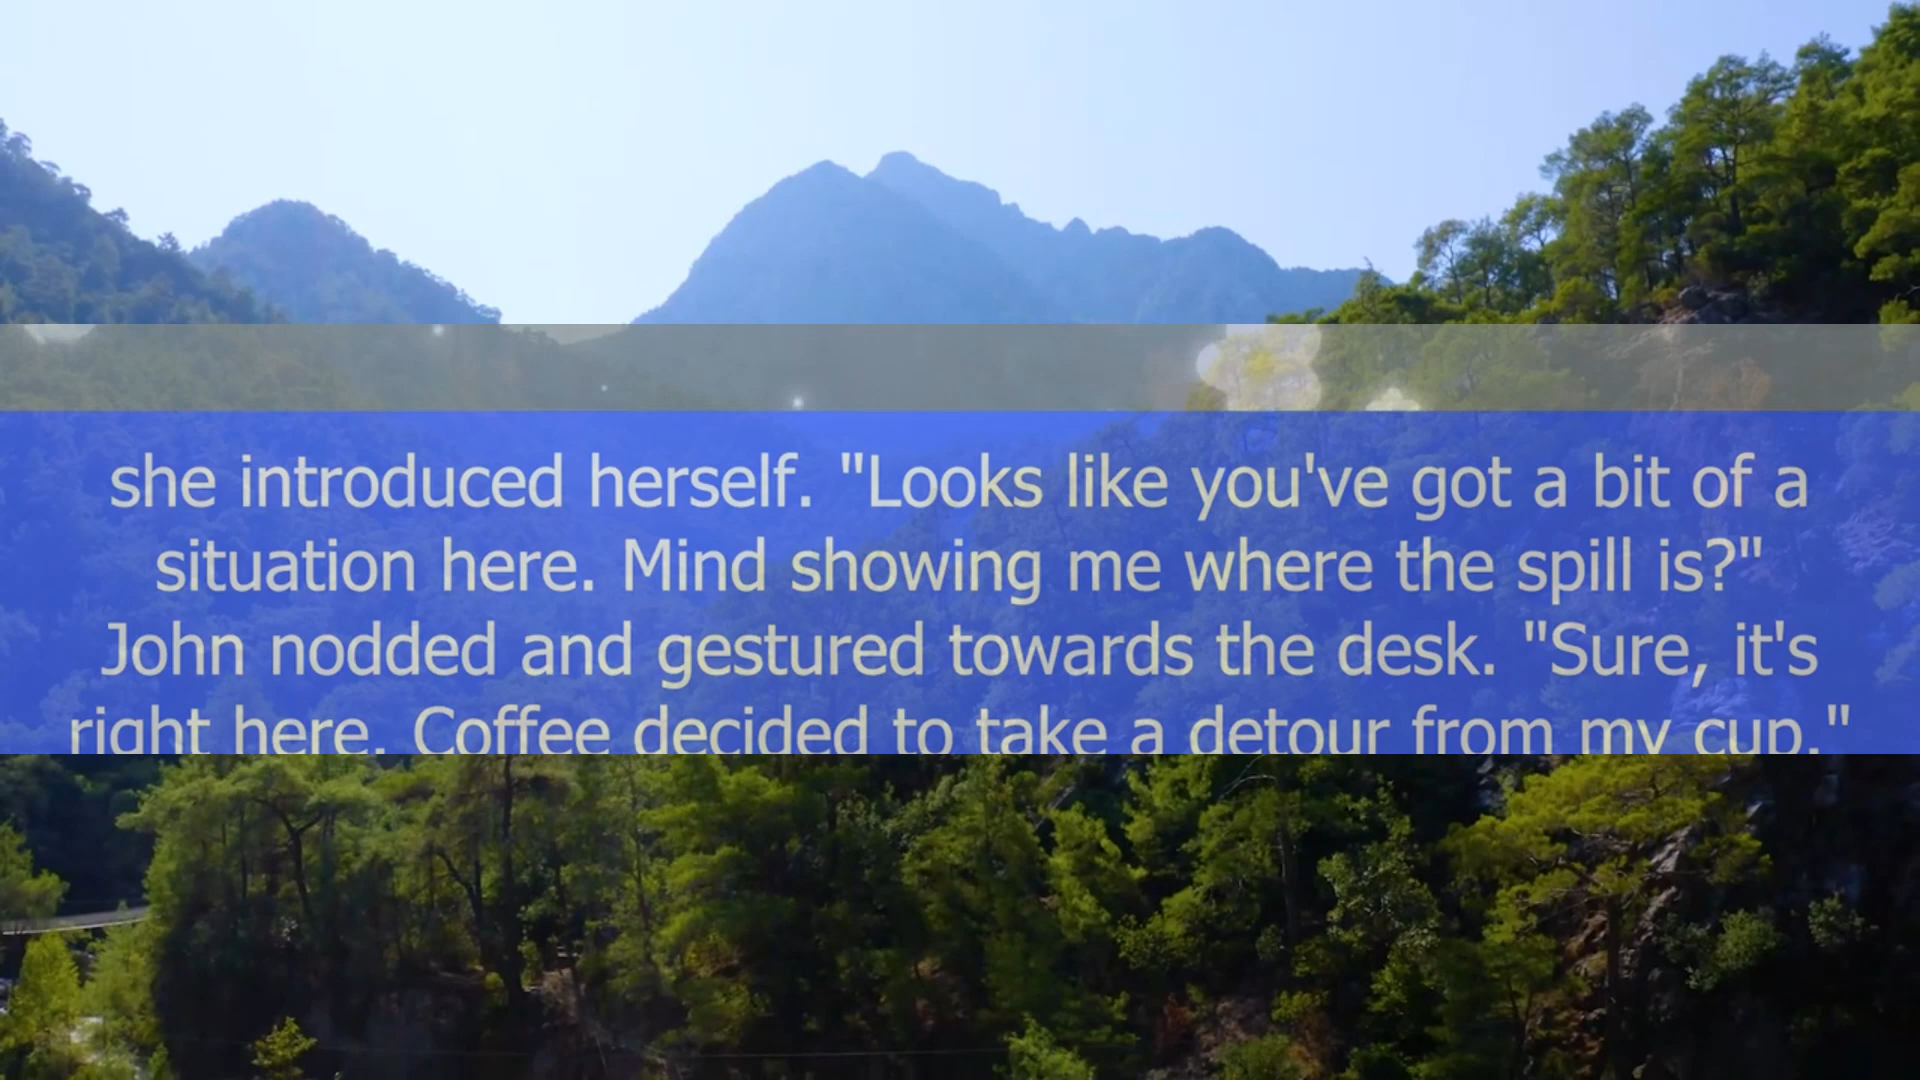 she introduced herself. "Looks like you've got a bit of a
situation here. Mind showing me where the spill is?"
John nodded and gestured towards the desk. "Sure, it's
right here. Coffee decided to take a detour from my cup."